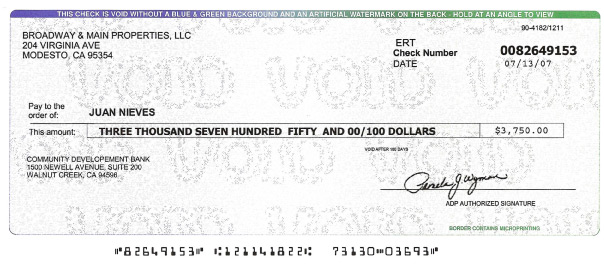 THIS CHECK IS VOID WITHOUT A BLUE & GREEN BACKGROUND AND AN ARTIFICIAL WATERMARK ON THE BACK - HOLD AT AN ANGLE TO VIEW
90-4182/1211
BROADWAY & MAIN PROPERTIES, LLC
204 VIRGINIA AVE
MODESTO, CA 95354
ERT
Check Number 0082649153
DATE 07/13/07
VOID VOID VOID
Pay to the
order of: JUAN NIEVES
This amount: THREE THOUSAND SEVEN HUNDRED FIFTY AND 00/100 DOLLARS $3,750.00
VOID AFTER 180 DAYS
COMMUNITY DEVELOPEMENT BANK
1500 NEWELL AVENUE, SUITE 200
WALNUT CREEK, CA 94596
Pamela J Wyman
ADP AUTHORIZED SIGNATURE
BORDER CONTAINS MICROPRINTING
⑈82649153⑈ ⑆121141822⑆ 73130⑉03693⑈